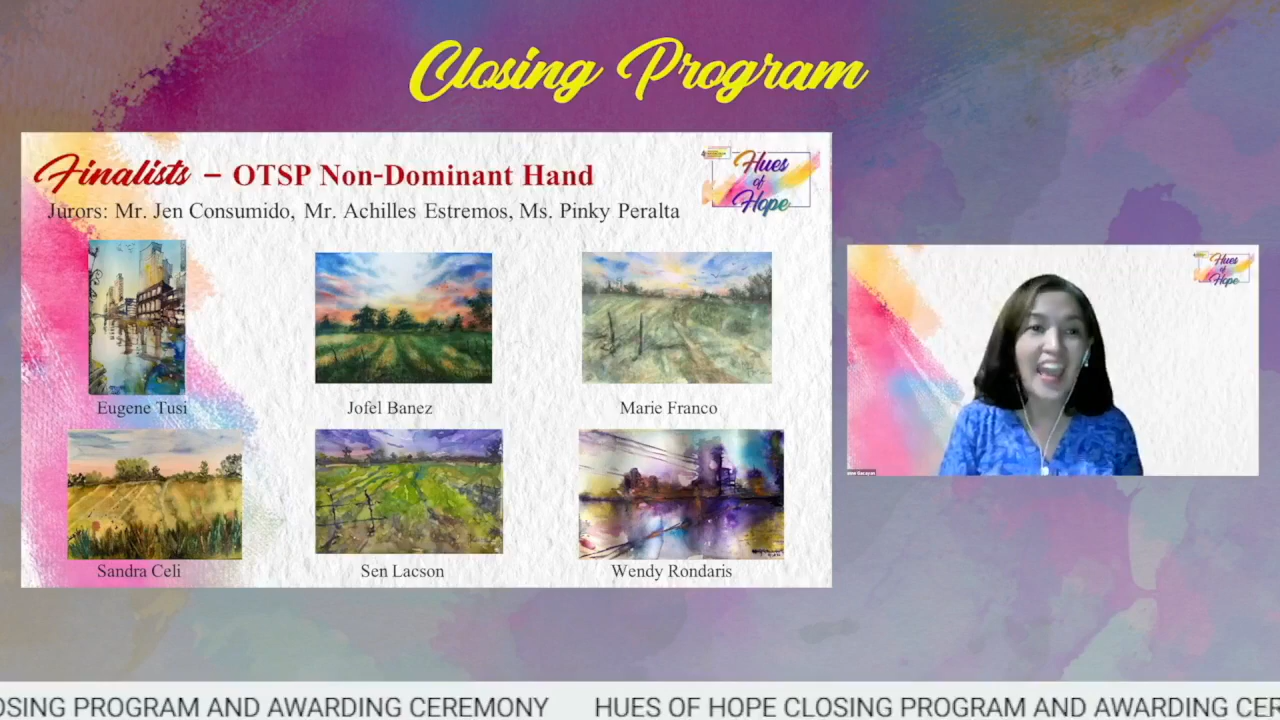 Closing Program
Finalists – OTSP Non-Dominant Hand
Hues
of
Hope
Jurors: Mr. Jen Consumido, Mr. Achilles Estremos, Ms. Pinky Peralta
Hues
of
Hope
Eugene Tusi
Jofel Banez
Marie Franco
Sandra Celi
Sen Lacson
Wendy Rondaris
OSING PROGRAM AND AWARDING CEREMONY HUES OF HOPE CLOSING PROGRAM AND AWARDING CER